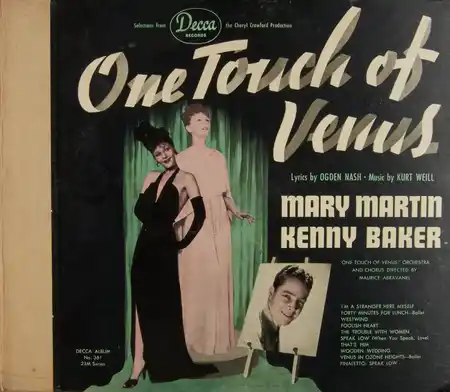 Selections from Decca RECORDS the Cheryl Crawford Production
One Touch of
Venus
Lyrics by OGDEN NASH • Music by KURT WEILL
MARY MARTIN
KENNY BAKER
"ONE TOUCH OF VENUS" ORCHESTRA
AND CHORUS DIRECTED BY
MAURICE ABRAVANEL
I'M A STRANGER HERE MYSELF
FORTY MINUTES FOR LUNCH—Ballet
WESTWIND
FOOLISH HEART
THE TROUBLE WITH WOMEN
SPEAK LOW (When You Speak, Love)
THAT'S HIM
WOODEN WEDDING
VENUS IN OZONE HEIGHTS—Ballet
FINALETTO: SPEAK LOW
DECCA ALBUM
No. 361
23M Series